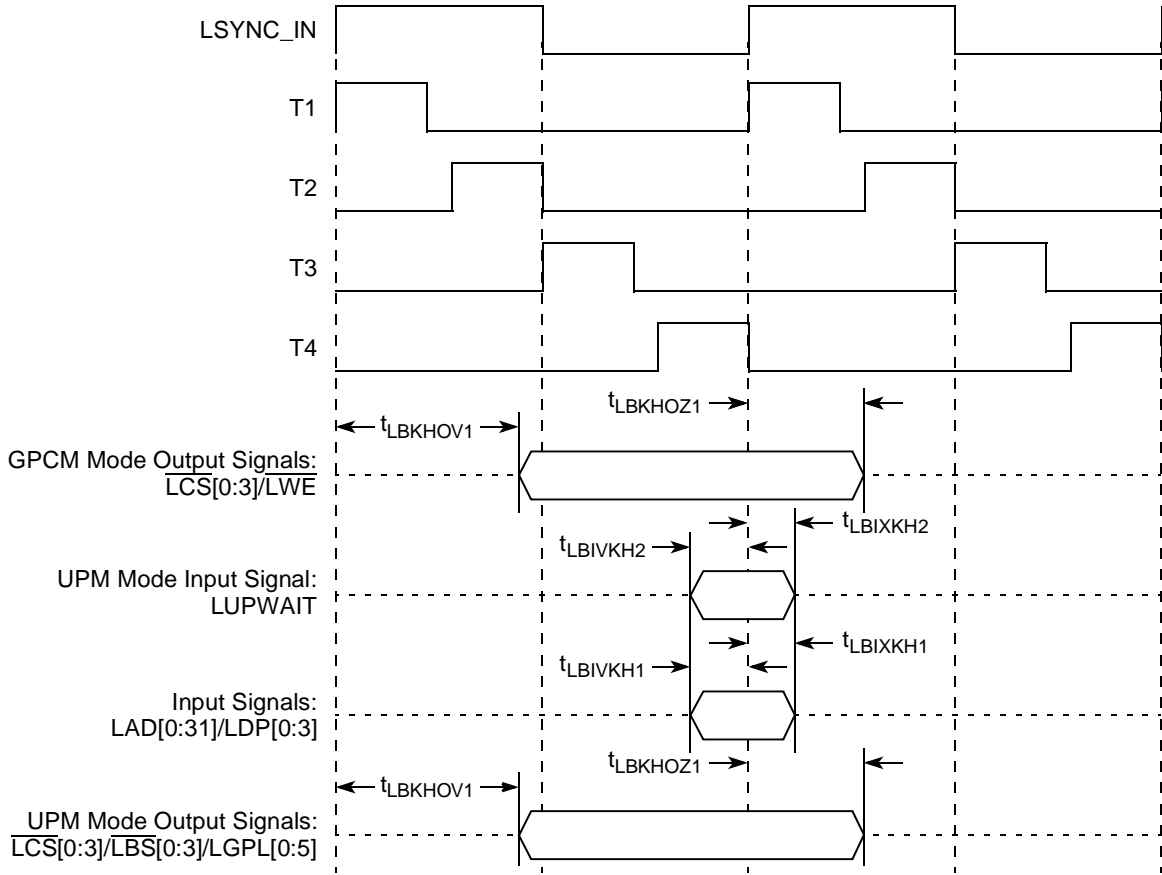 LSYNC_IN
T1
T2
T3
T4
tLBKHOZ1
tLBKHOV1
GPCM Mode Output Signals:
LCS[0:3]/LWE
tLBIXKH2
tLBIVKH2
UPM Mode Input Signal:
LUPWAIT
tLBIXKH1
tLBIVKH1
Input Signals:
LAD[0:31]/LDP[0:3]
tLBKHOZ1
tLBKHOV1
UPM Mode Output Signals:
LCS[0:3]/LBS[0:3]/LGPL[0:5]